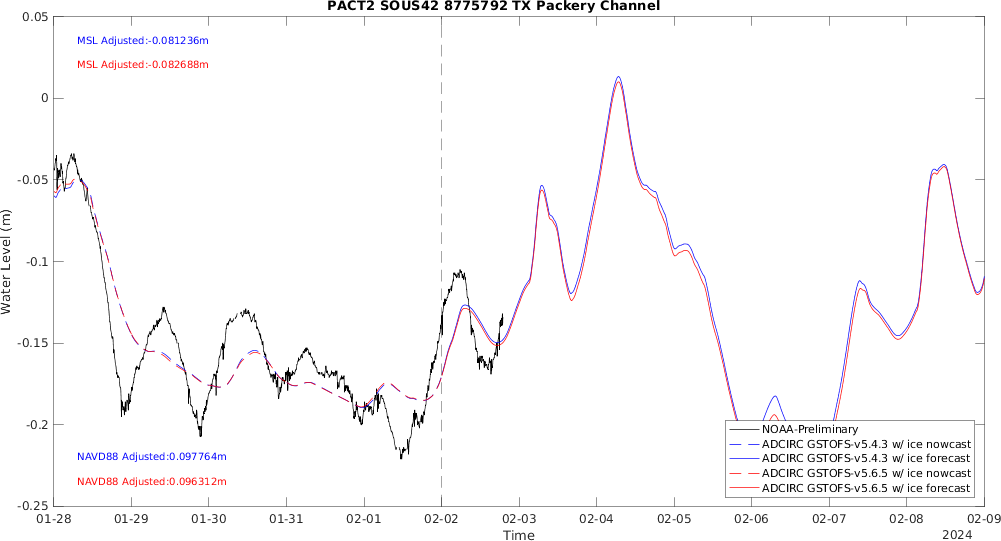 PACT2 SOUS42 8775792 TX Packery Channel
MSL Adjusted:-0.081236m
MSL Adjusted:-0.082688m
NAVD88 Adjusted:0.097764m
NAVD88 Adjusted:0.096312m
Water Level (m)
0.05
0
-0.05
-0.1
-0.15
-0.2
-0.25
NOAA-Preliminary
ADCIRC GSTOFS-v5.4.3 w/ ice nowcast
ADCIRC GSTOFS-v5.4.3 w/ ice forecast
ADCIRC GSTOFS-v5.6.5 w/ ice nowcast
ADCIRC GSTOFS-v5.6.5 w/ ice forecast
01-28 01-29 01-30 01-31 02-01 02-02 02-03 02-04 02-05 02-06 02-07 02-08 02-09
Time
2024